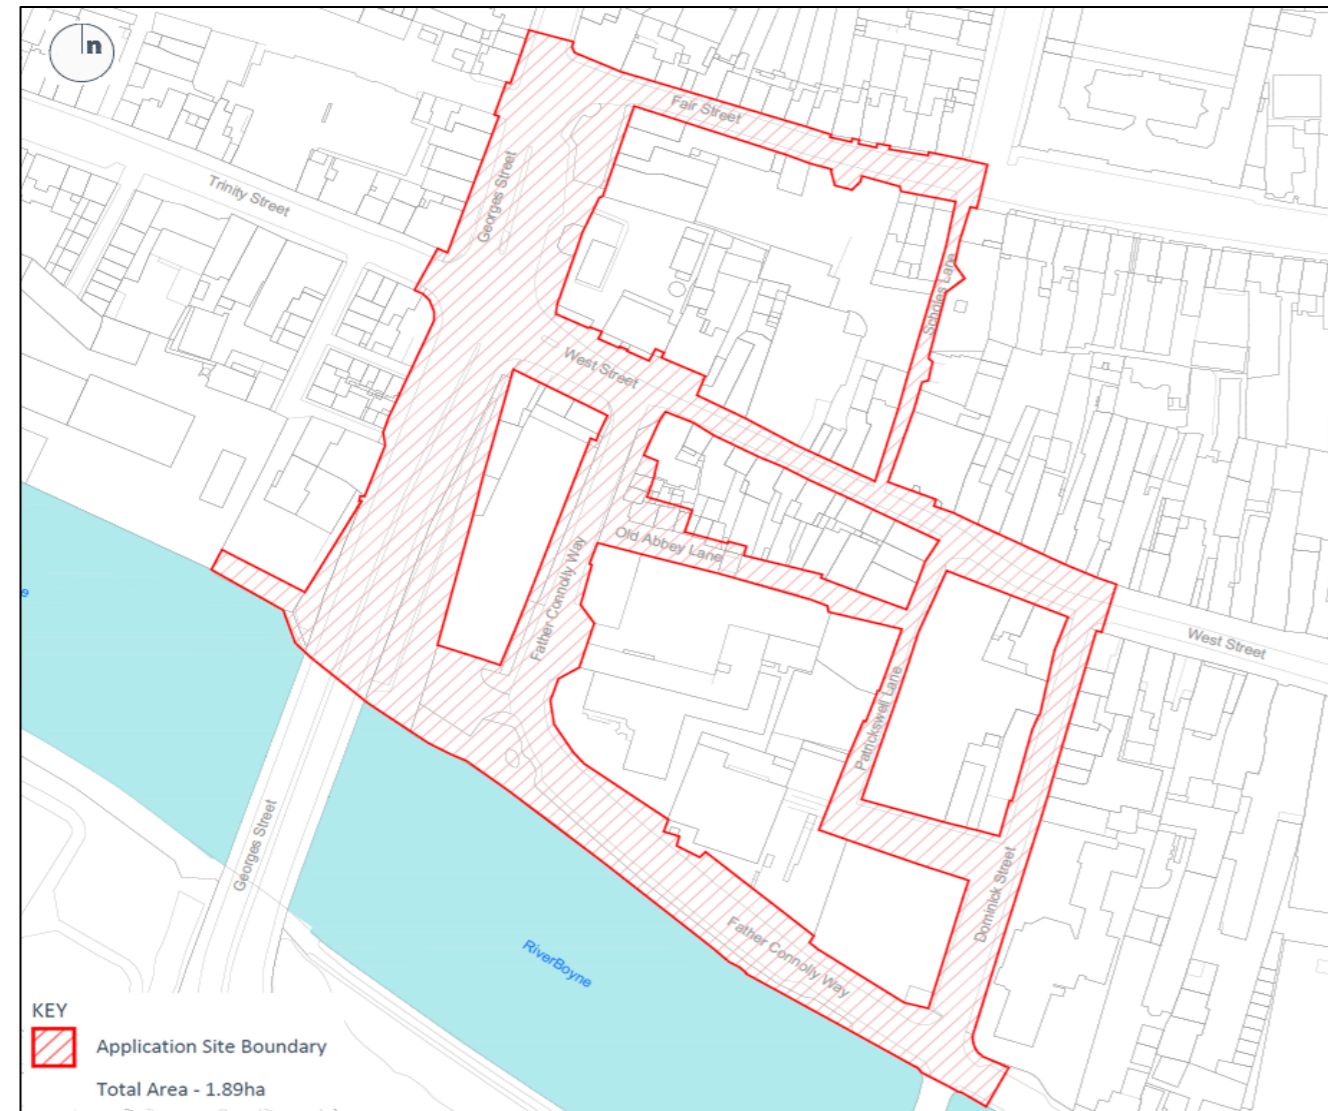 n
Fair Street
Trinity Street
Georges Street
Scholes Lane
West Street
Old Abbey Lane
Father Connolly Way
West Street
Patrickswell Lane
Georges Street
Dominick Street
Father Connolly Way
RiverBoyne
KEY
Application Site Boundary
Total Area - 1.89ha